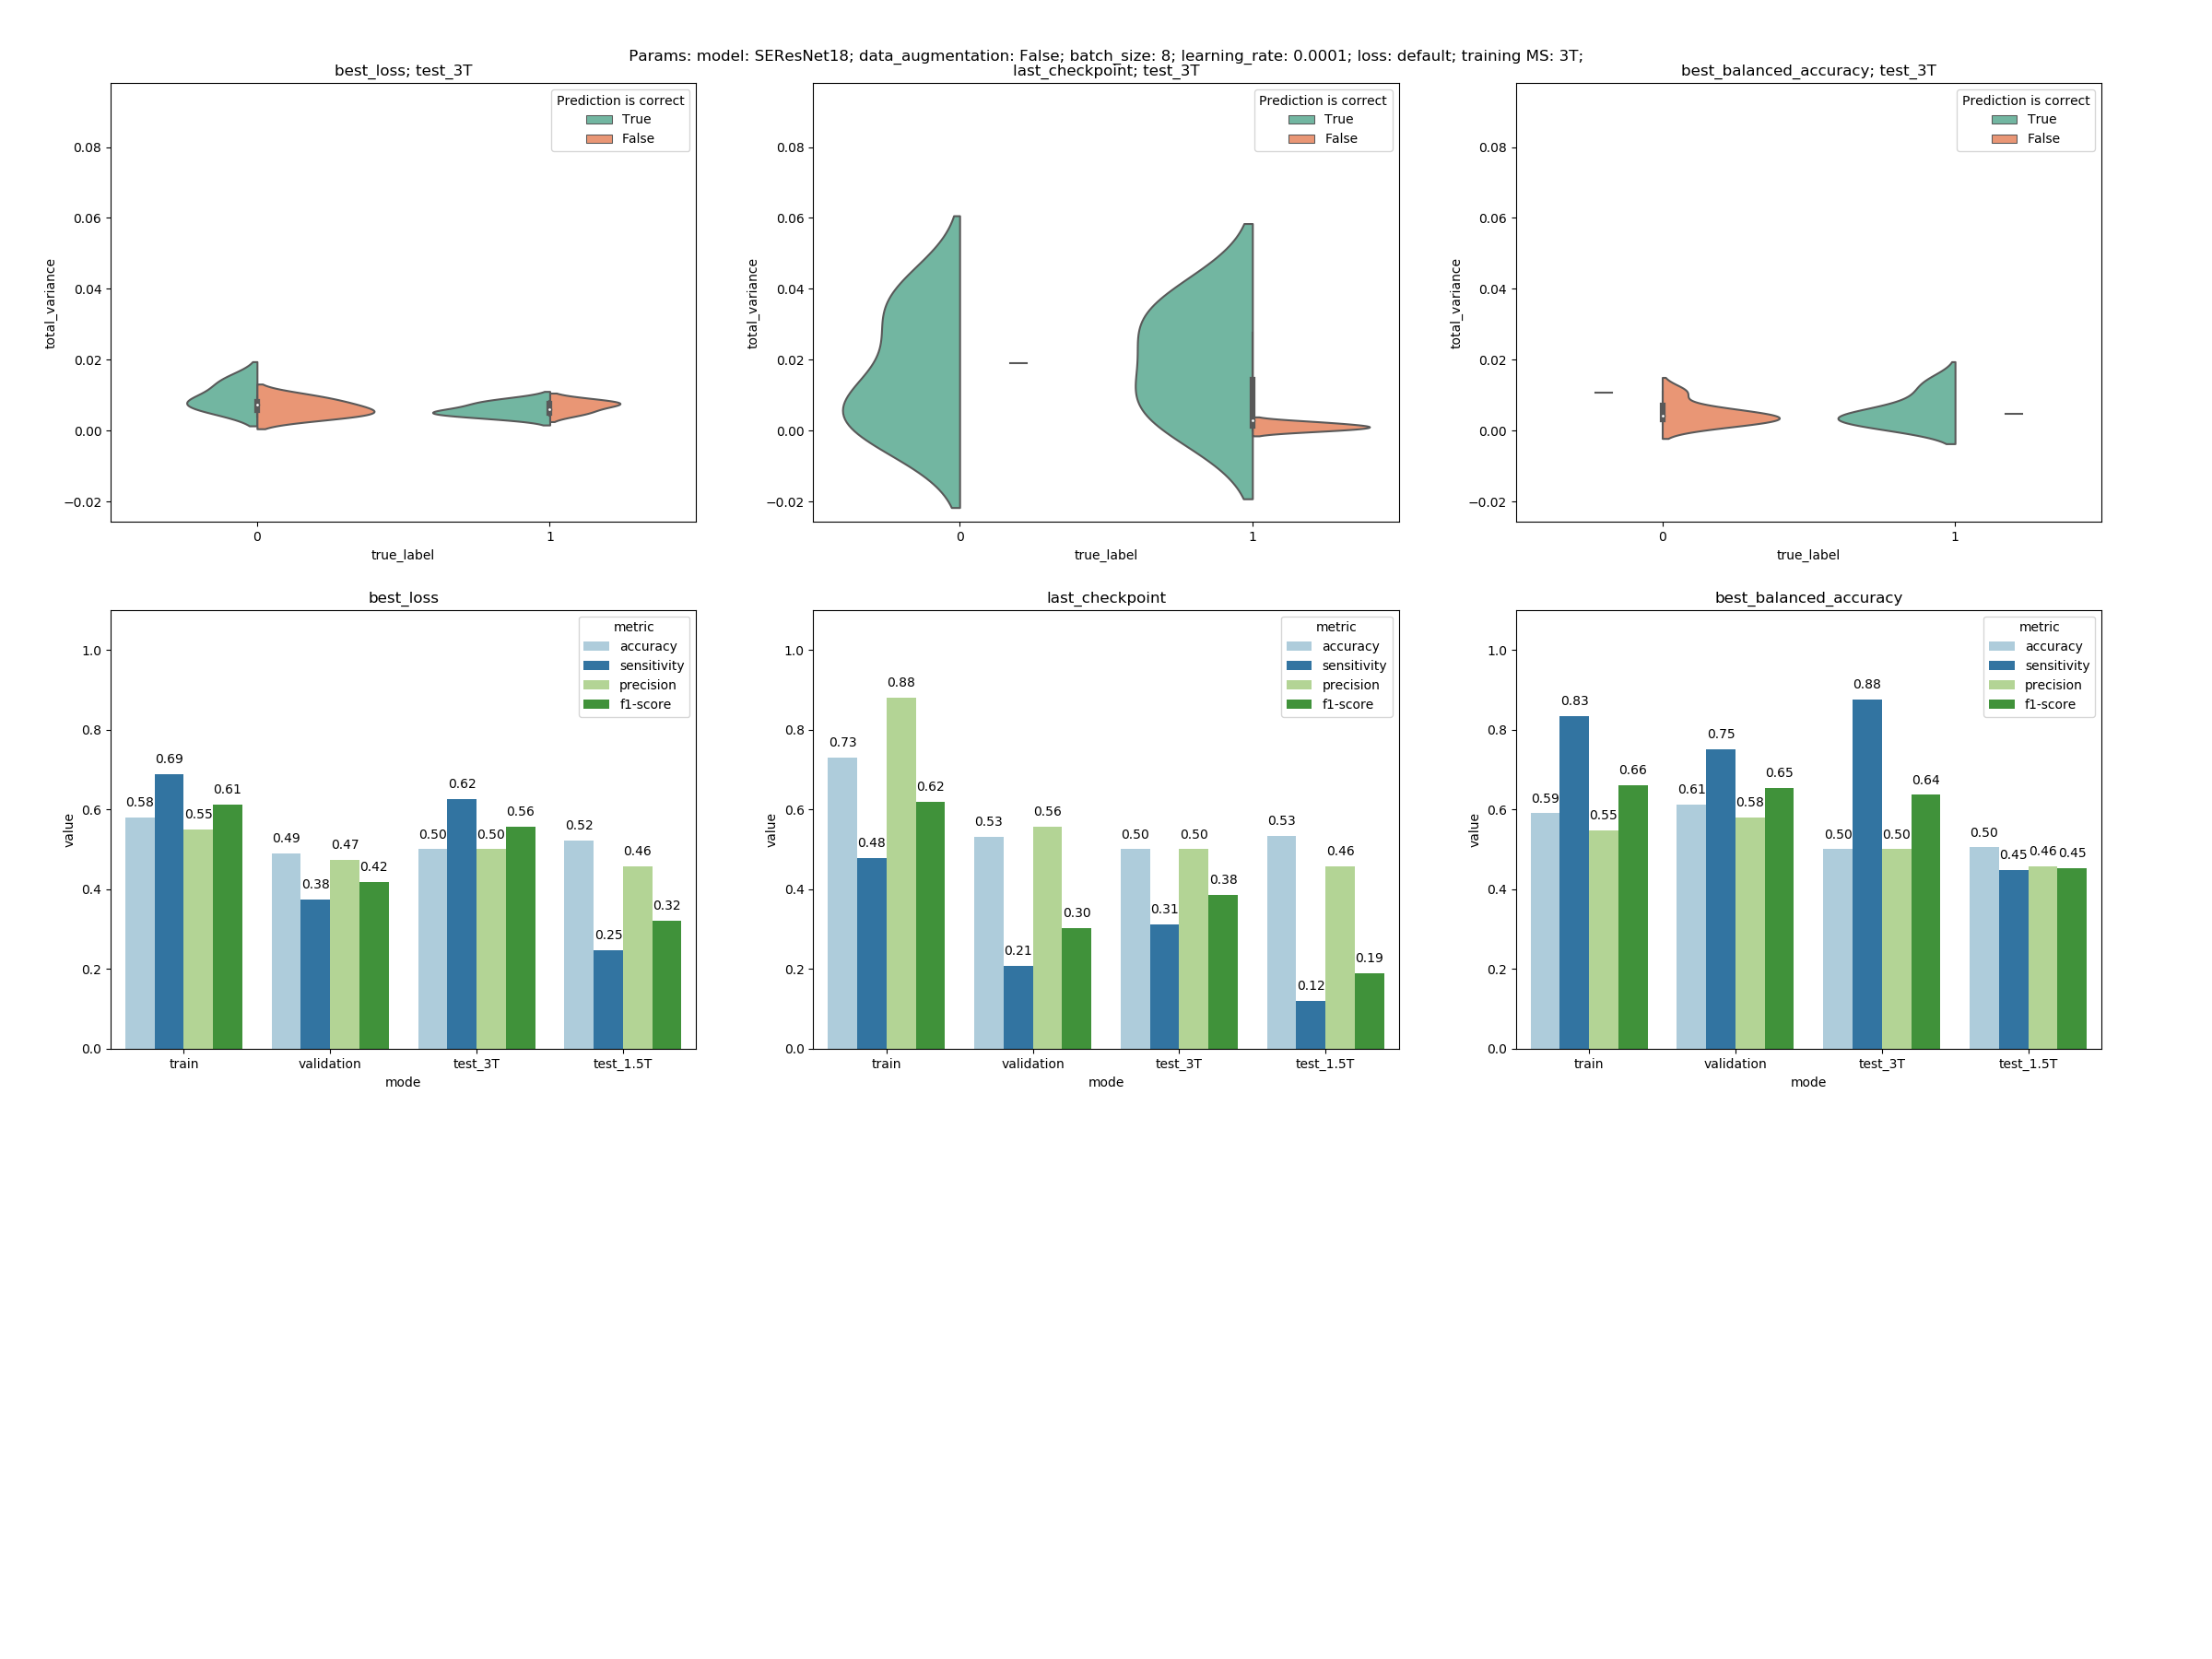 Params: model: SEResNet18; data_augmentation: False; batch_size: 8; learning_rate: 0.0001; loss: default; training MS: 3T;
best_loss; test_3T
Prediction is correct
True
False
0.08
0.06
0.04
0.02
0.00
−0.02
total_variance
0
1
true_label
last_checkpoint; test_3T
Prediction is correct
True
False
0.08
0.06
0.04
0.02
0.00
−0.02
total_variance
0
1
true_label
best_balanced_accuracy; test_3T
Prediction is correct
True
False
0.08
0.06
0.04
0.02
0.00
−0.02
total_variance
0
1
true_label
best_loss
metric
accuracy
sensitivity
precision
f1-score
1.0
0.8
0.6
0.4
0.2
0.0
value
0.58
0.69
0.55
0.61
0.49
0.38
0.47
0.42
0.50
0.62
0.50
0.56
0.52
0.25
0.46
0.32
train
validation
test_3T
test_1.5T
mode
last_checkpoint
metric
accuracy
sensitivity
precision
f1-score
1.0
0.8
0.6
0.4
0.2
0.0
value
0.73
0.48
0.88
0.62
0.53
0.21
0.56
0.30
0.50
0.31
0.50
0.38
0.53
0.12
0.46
0.19
train
validation
test_3T
test_1.5T
mode
best_balanced_accuracy
metric
accuracy
sensitivity
precision
f1-score
1.0
0.8
0.6
0.4
0.2
0.0
value
0.59
0.83
0.55
0.66
0.61
0.75
0.58
0.65
0.50
0.88
0.50
0.64
0.50
0.45
0.46
0.45
train
validation
test_3T
test_1.5T
mode